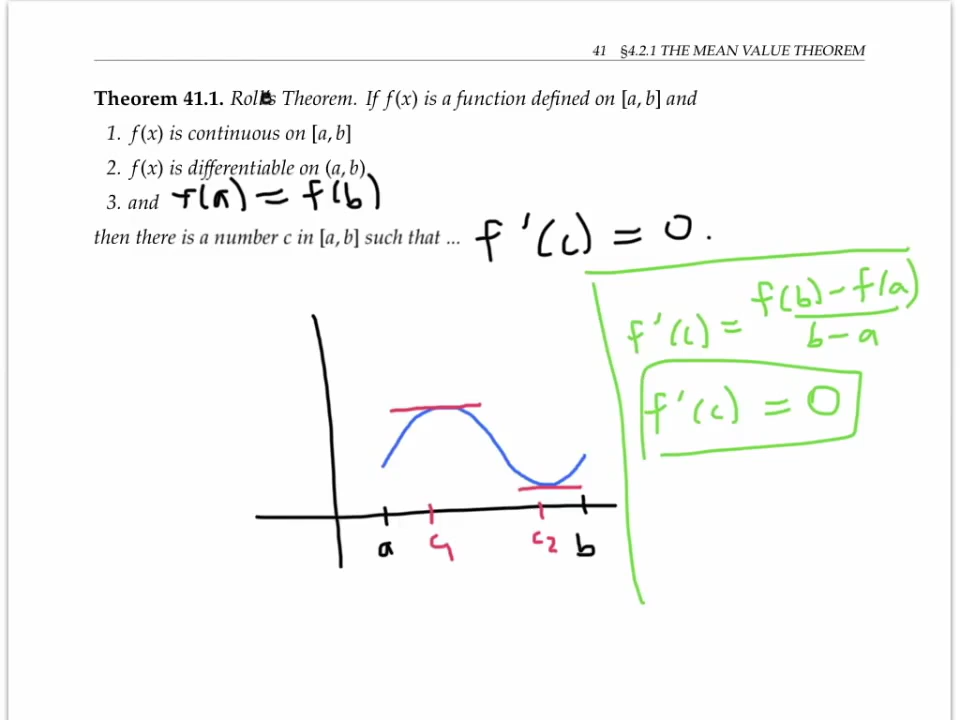 41 §4.2.1 THE MEAN VALUE THEOREM
Theorem 41.1. Rolle's Theorem. If f(x) is a function defined on [a, b] and
1. f(x) is continuous on [a, b]
2. f(x) is differentiable on (a, b)
3. and f(a) = f(b)
then there is a number c in [a, b] such that ... f'(c) = 0.
f'(c) = f(b) - f(a) / b - a
f'(c) = 0
a c1 c2 b